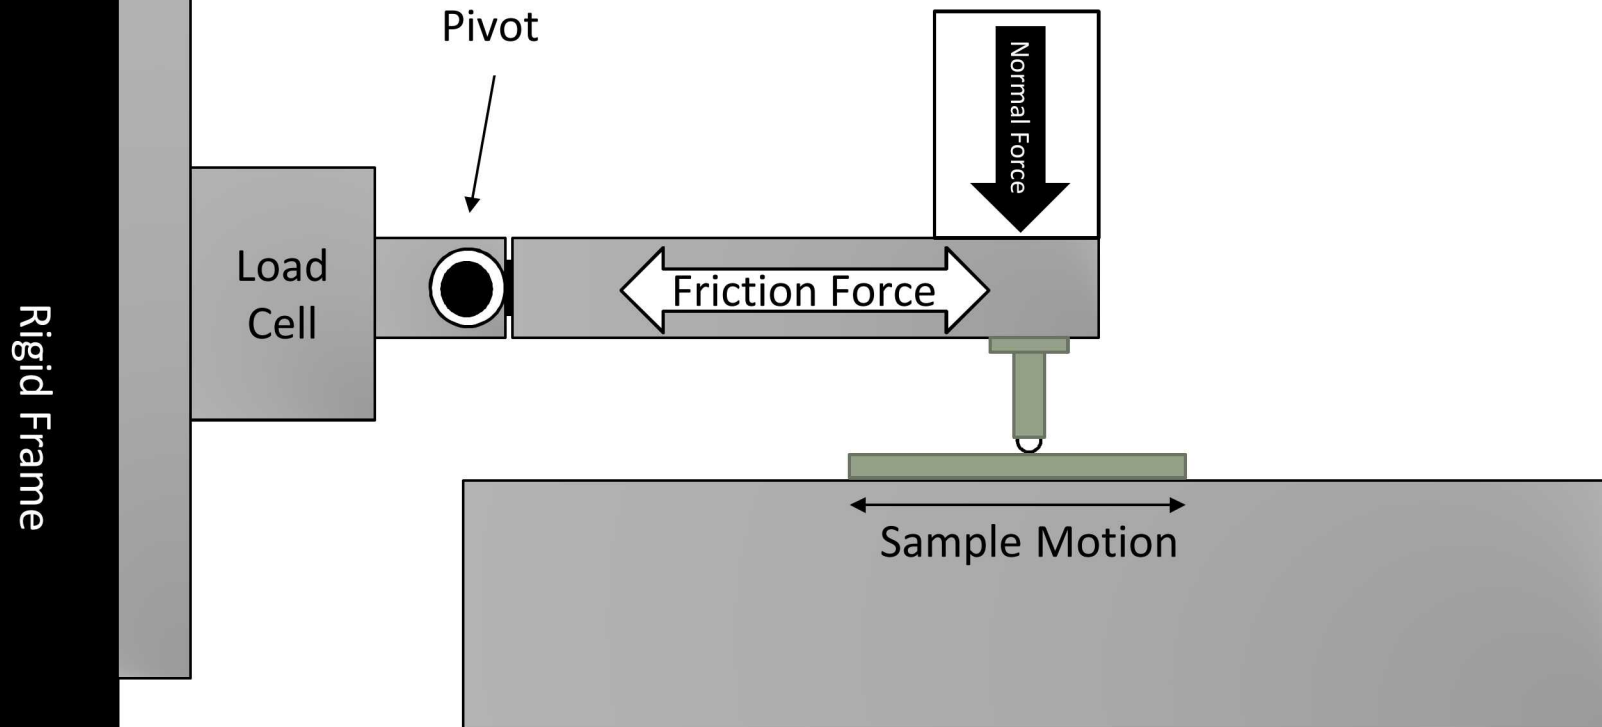 Pivot
Normal Force
Load
Cell
Friction Force
Rigid Frame
Sample Motion